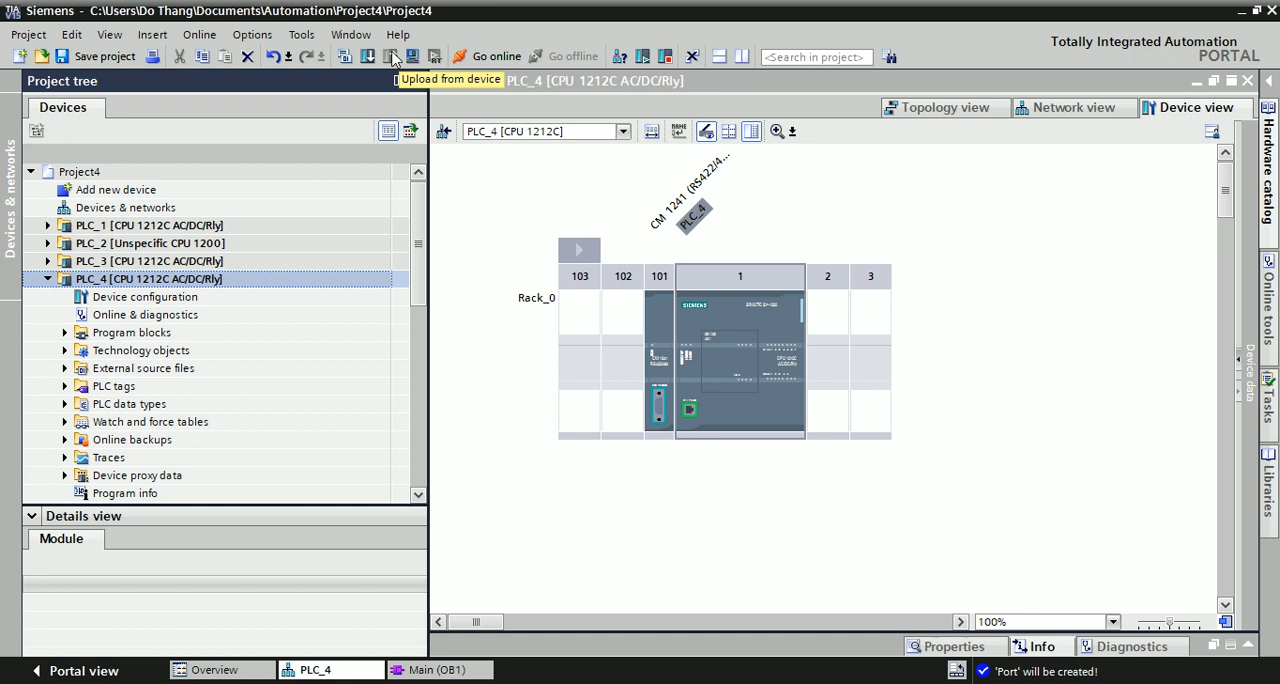 Siemens - C:\Users\Do Thang\Documents\Automation\Project4\Project4
Project Edit View Insert Online Options Tools Window Help
Totally Integrated Automation
PORTAL
Save project
Go online
Go offline
<Search in project>
Upload from device
Project tree
PLC_4 [CPU 1212C AC/DC/Rly]
Devices
Topology view
Network view
Device view
PLC_4 [CPU 1212C]
Project4
Add new device
Devices & networks
PLC_1 [CPU 1212C AC/DC/Rly]
PLC_2 [Unspecific CPU 1200]
PLC_3 [CPU 1212C AC/DC/Rly]
PLC_4 [CPU 1212C AC/DC/Rly]
Device configuration
Online & diagnostics
Program blocks
Technology objects
External source files
PLC tags
PLC data types
Watch and force tables
Online backups
Traces
Device proxy data
Program info
Devices & networks
CM 1241 (RS422/4...
PLC_4
103 102 101 1 2 3
Rack_0
SIEMENS
Hardware catalog
Online tools
Tasks
Libraries
Device data
Details view
Module
100%
Properties
Info
Diagnostics
Portal view
Overview
PLC_4
Main (OB1)
'Port' will be created!